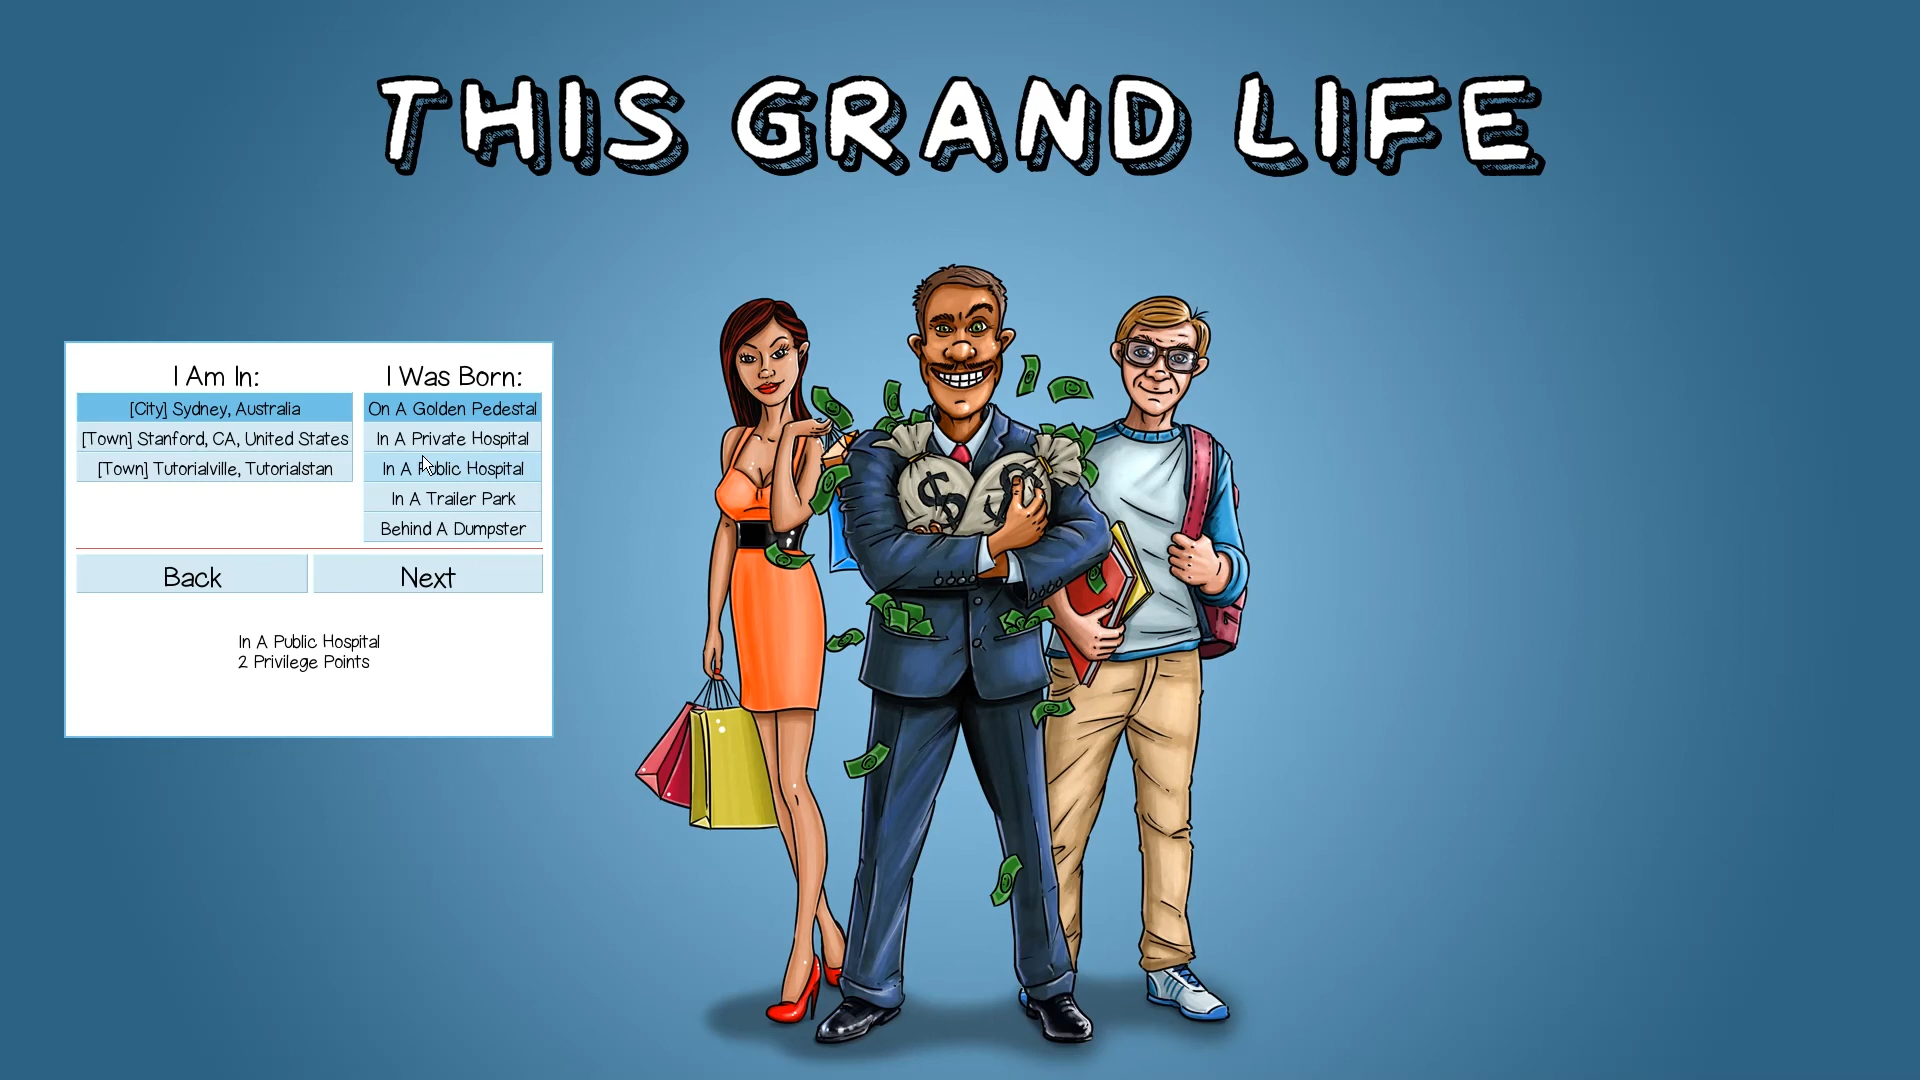 THIS GRAND LIFE
I Am In:
[City] Sydney, Australia
[Town] Stanford, CA, United States
[Town] Tutorialville, Tutorialstan
I Was Born:
On A Golden Pedestal
In A Private Hospital
In A Public Hospital
In A Trailer Park
Behind A Dumpster
Back
Next
In A Public Hospital
2 Privilege Points
$
$